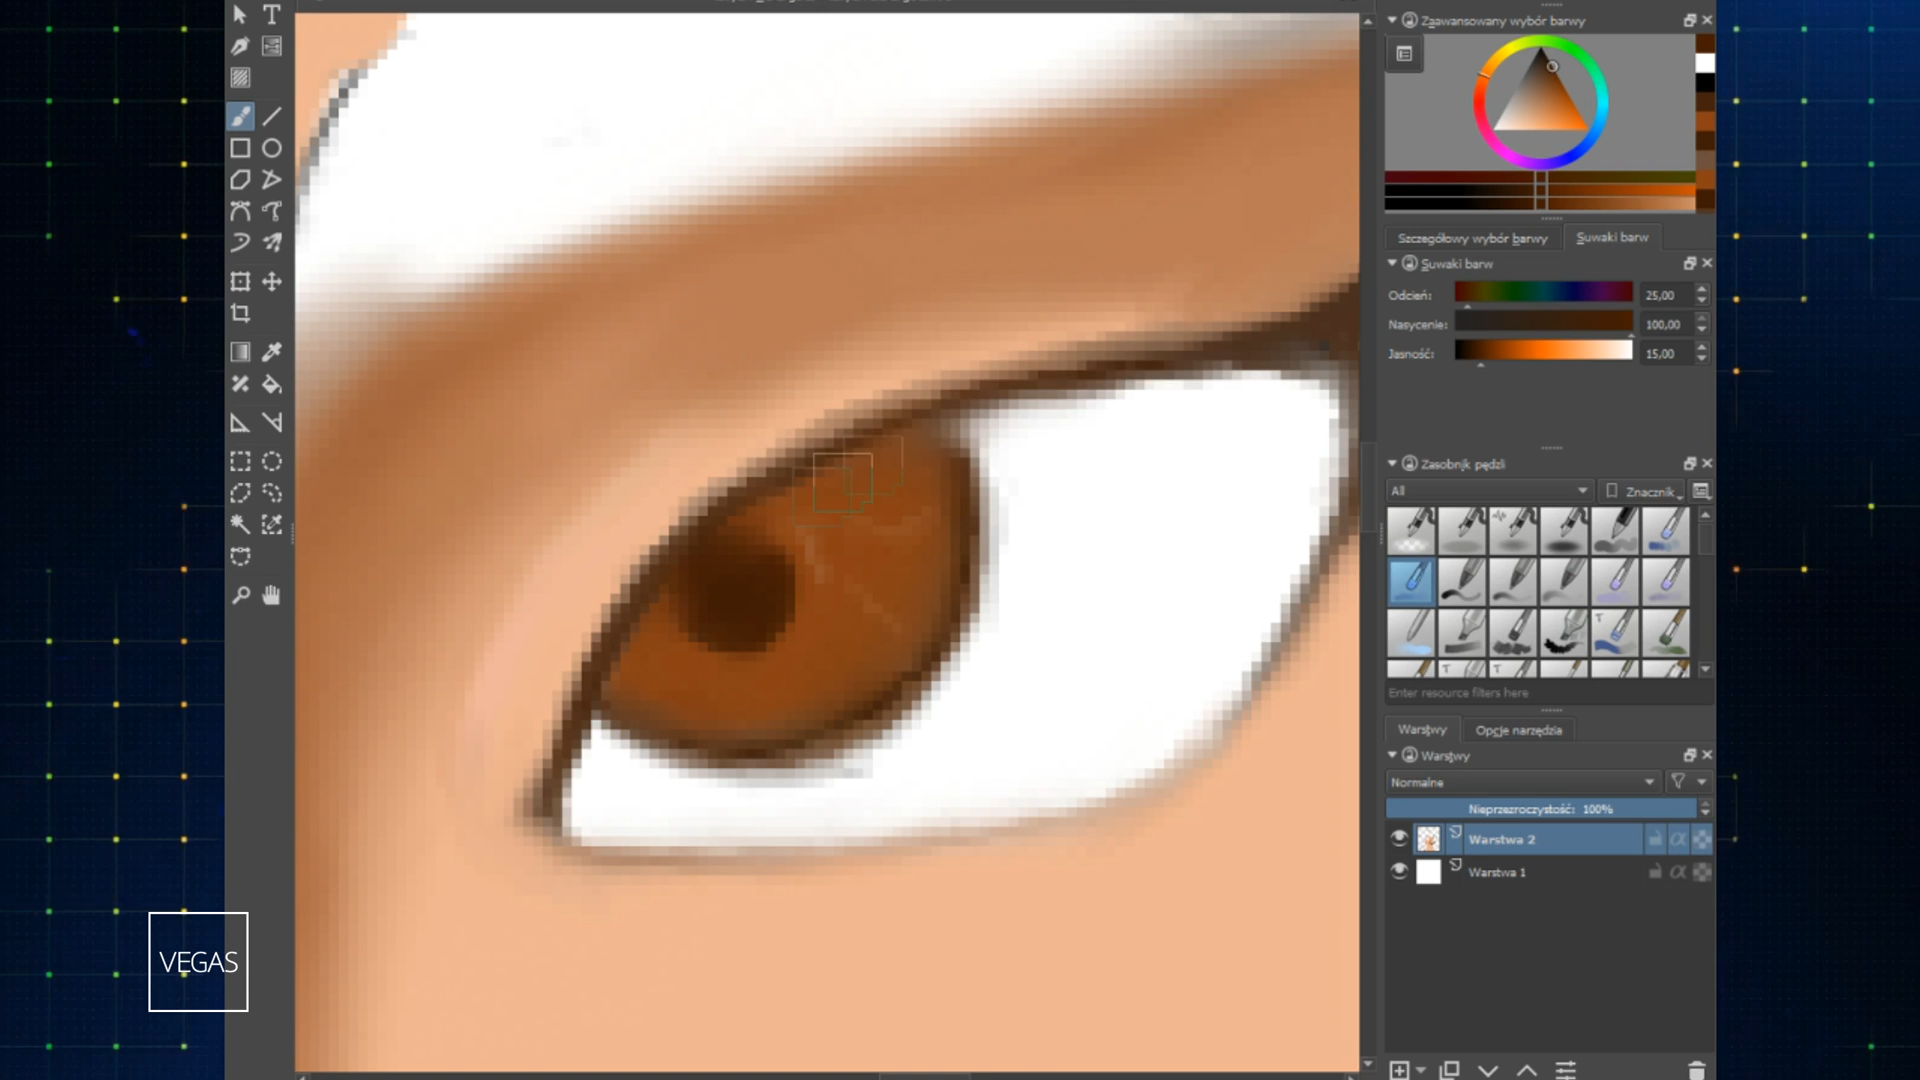 Zaawansowany wybór barwy
Szczegółowy wybór barwy
Suwaki barw
Suwaki barw
Odcień:
25,00
Nasycenie:
100,00
Jasność:
15,00
Zasobnik pędzli
All
Znacznik
Enter resource filters here
Warstwy
Opcje narzędzia
Warstwy
Normalne
Nieprzezroczystość: 100%
Warstwa 2
Warstwa 1
VEGAS